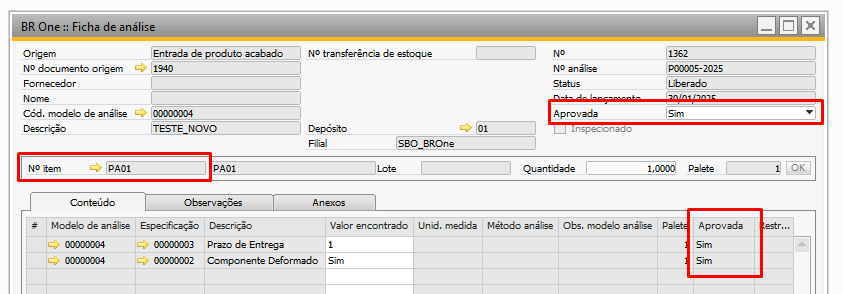 BR One :: Ficha de análise
Origem Entrada de produto acabado Nº transferência de estoque Nº 1362
Nº documento origem 1940 Nº análise P00005-2025
Fornecedor Status Liberado
Nome Data de lançamento 30/01/2025
Cód. modelo de análise 00000004 Aprovada Sim
Descrição TESTE_NOVO Depósito 01 Inspecionado
Filial SBO_BROne
Nº item PA01 PA01 Lote Quantidade 1,0000 Palete 1 OK
Conteúdo Observações Anexos
# Modelo de análise Especificação Descrição Valor encontrado Unid. medida Método análise Obs. modelo análise Palete Aprovada Restr...
00000004 00000003 Prazo de Entrega 1 1 Sim
00000004 00000002 Componente Deformado Sim 1 Sim